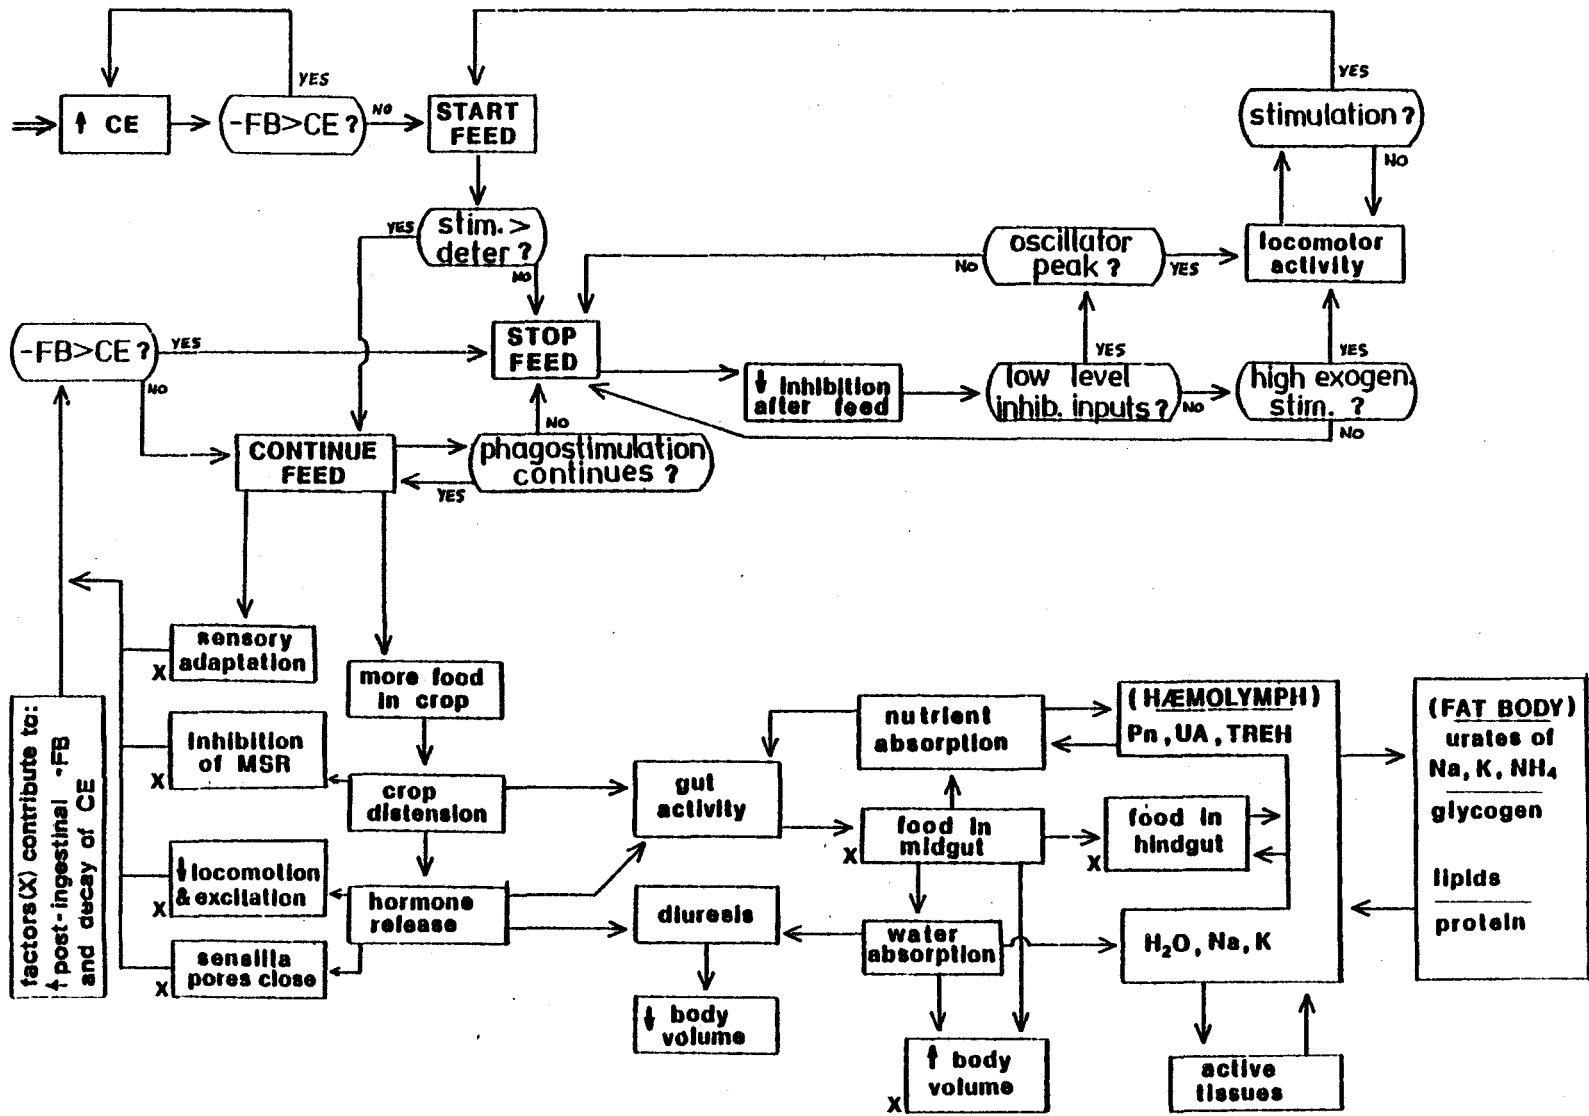 ↑ CE
-FB>CE ?
YES
NO
START
FEED
stim. >
deter ?
YES
NO
stimulation ?
YES
NO
locomotor
activity
oscillator
peak ?
NO
YES
-FB>CE ?
YES
NO
STOP
FEED
↓ inhibition
after feed
low level
inhib. inputs ?
YES
NO
high exogen.
stim. ?
YES
NO
CONTINUE
FEED
phagostimulation
continues ?
NO
YES
sensory
adaptation
X
more food
in crop
inhibition
of MSR
X
crop
distension
↓ locomotion
& excitation
X
hormone
release
sensilla
pores close
X
factors (X) contribute to:
↑ post-ingestinal -FB
and decay of CE
gut
activity
diuresis
↓ body
volume
nutrient
absorption
food in
midgut
X
water
absorption
↑ body
volume
X
food in
hindgut
X
(HÆMOLYMPH)
Pn, UA, TREH
H₂O, Na, K
active
tissues
(FAT BODY)
urates of
Na, K, NH₄
glycogen
lipids
protein